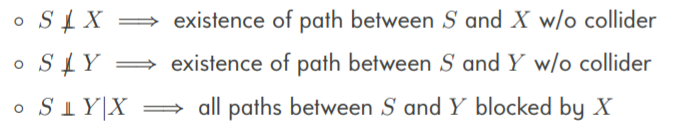 ∘ S ⫫̸ X ⟹ existence of path between S and X w/o collider
∘ S ⫫̸ Y ⟹ existence of path between S and Y w/o collider
∘ S ⫫ Y|X ⟹ all paths between S and Y blocked by X